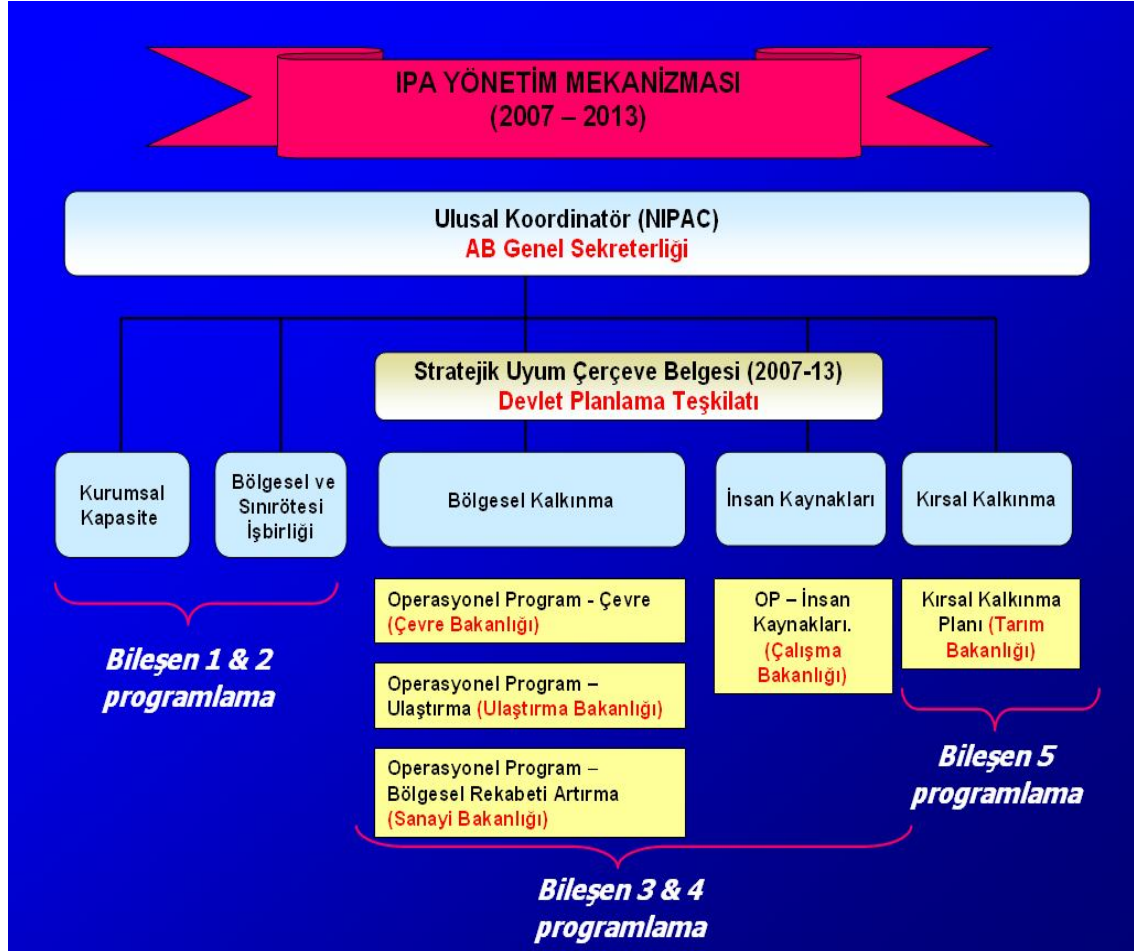 IPA YÖNETİM MEKANİZMASI
(2007 – 2013)
Ulusal Koordinatör (NIPAC)
AB Genel Sekreterliği
Stratejik Uyum Çerçeve Belgesi (2007-13)
Devlet Planlama Teşkilatı
Kurumsal
Kapasite
Bölgesel ve
Sınırötesi
İşbirliği
Bölgesel Kalkınma
İnsan Kaynakları
Kırsal Kalkınma
Operasyonel Program - Çevre
(Çevre Bakanlığı)
Operasyonel Program –
Ulaştırma (Ulaştırma Bakanlığı)
Operasyonel Program –
Bölgesel Rekabeti Artırma
(Sanayi Bakanlığı)
OP – İnsan
Kaynakları.
(Çalışma
Bakanlığı)
Kırsal Kalkınma
Planı (Tarım
Bakanlığı)
Bileşen 1 & 2
programlama
Bileşen 5
programlama
Bileşen 3 & 4
programlama